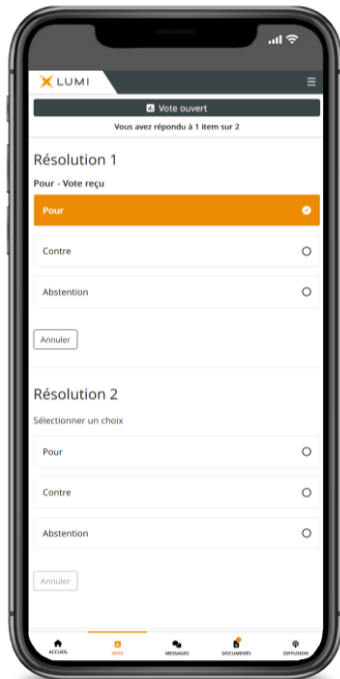 LUMI
Vote ouvert
Vous avez répondu à 1 item sur 2
Résolution 1
Pour - Vote reçu
Pour
Contre
Abstention
Annuler
Résolution 2
Sélectionner un choix
Pour
Contre
Abstention
Annuler
ACCUEIL VOTE MESSAGES DOCUMENTS DIFFUSION